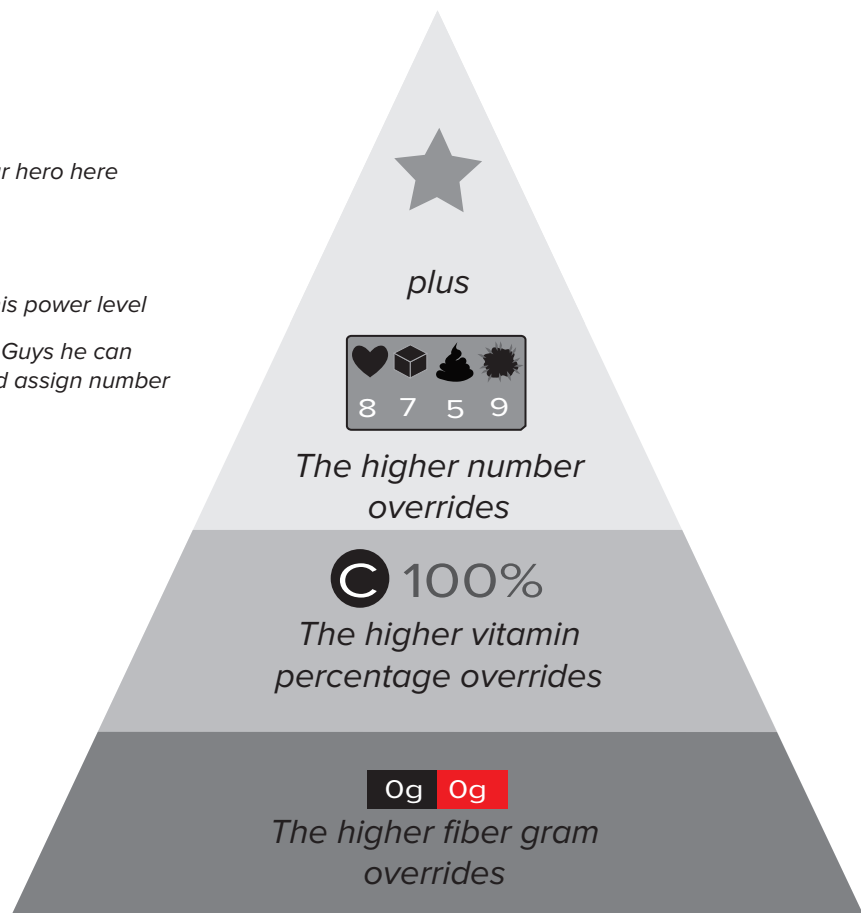 r hero here
plus
is power level
Guys he can
d assign number
8 7 5 9
The higher number
overrides
C 100%
The higher vitamin
percentage overrides
0g 0g
The higher fiber gram
overrides